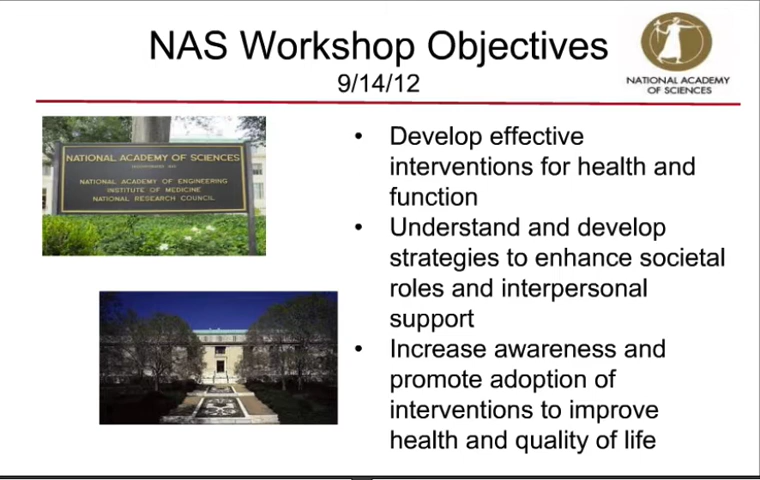 NAS Workshop Objectives
9/14/12
NATIONAL ACADEMY
OF SCIENCES
NATIONAL ACADEMY OF SCIENCES
NATIONAL ACADEMY OF ENGINEERING
INSTITUTE OF MEDICINE
NATIONAL RESEARCH COUNCIL
• Develop effective
interventions for health and
function
• Understand and develop
strategies to enhance societal
roles and interpersonal
support
• Increase awareness and
promote adoption of
interventions to improve
health and quality of life